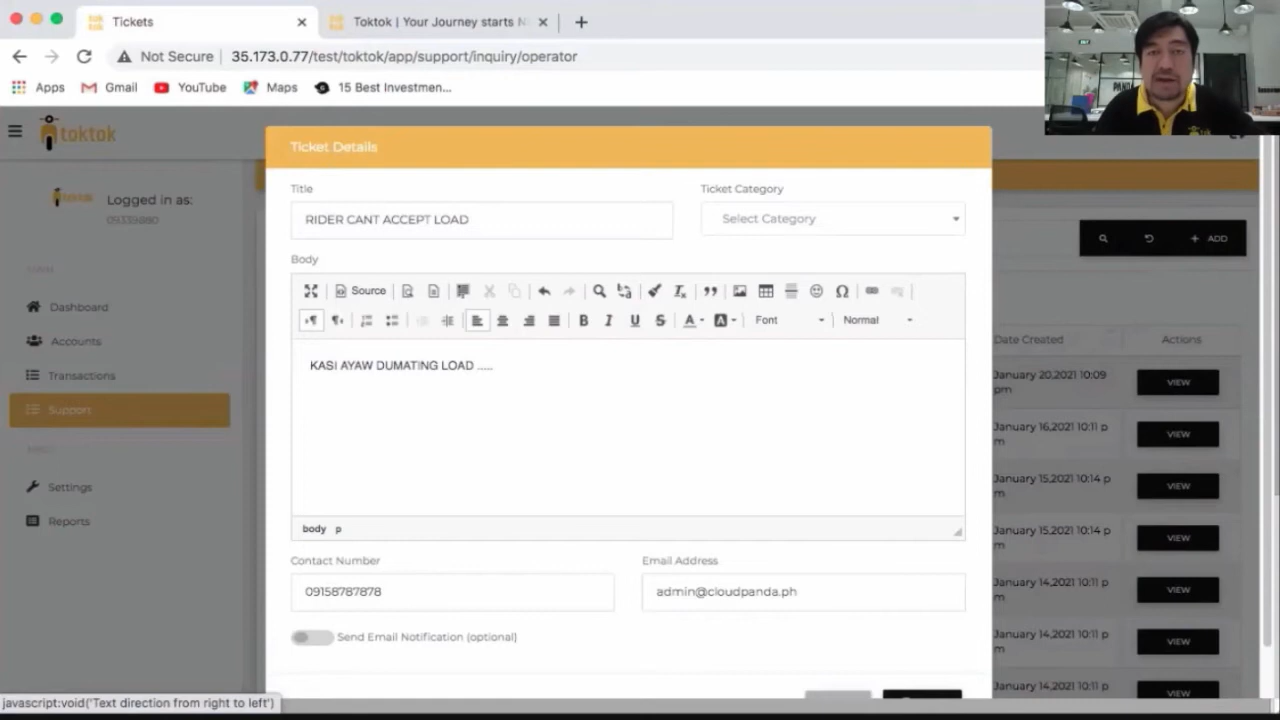 Tickets
Toktok | Your Journey starts N
Not Secure
35.173.0.77/test/toktok/app/support/inquiry/operator
Apps
Gmail
YouTube
Maps
15 Best Investmen...
toktok
Logged in as:
Dashboard
Accounts
Transactions
Support
Settings
Reports
Ticket Details
Title
Ticket Category
RIDER CANT ACCEPT LOAD
Select Category
Body
Source
Font
Normal
KASI AYAW DUMATING LOAD .....
body p
Contact Number
Email Address
09158787878
admin@cloudpanda.ph
Send Email Notification (optional)
ADD
Date Created
Actions
January 20,2021 10:09 pm
VIEW
January 16,2021 10:11 p
m
VIEW
January 15,2021 10:14 p
m
VIEW
January 15,2021 10:14 p
m
VIEW
January 14,2021 10:11 p
m
VIEW
January 14,2021 10:11 p
m
VIEW
January 14,2021 10:11 p
VIEW
javascript:void('Text direction from right to left')